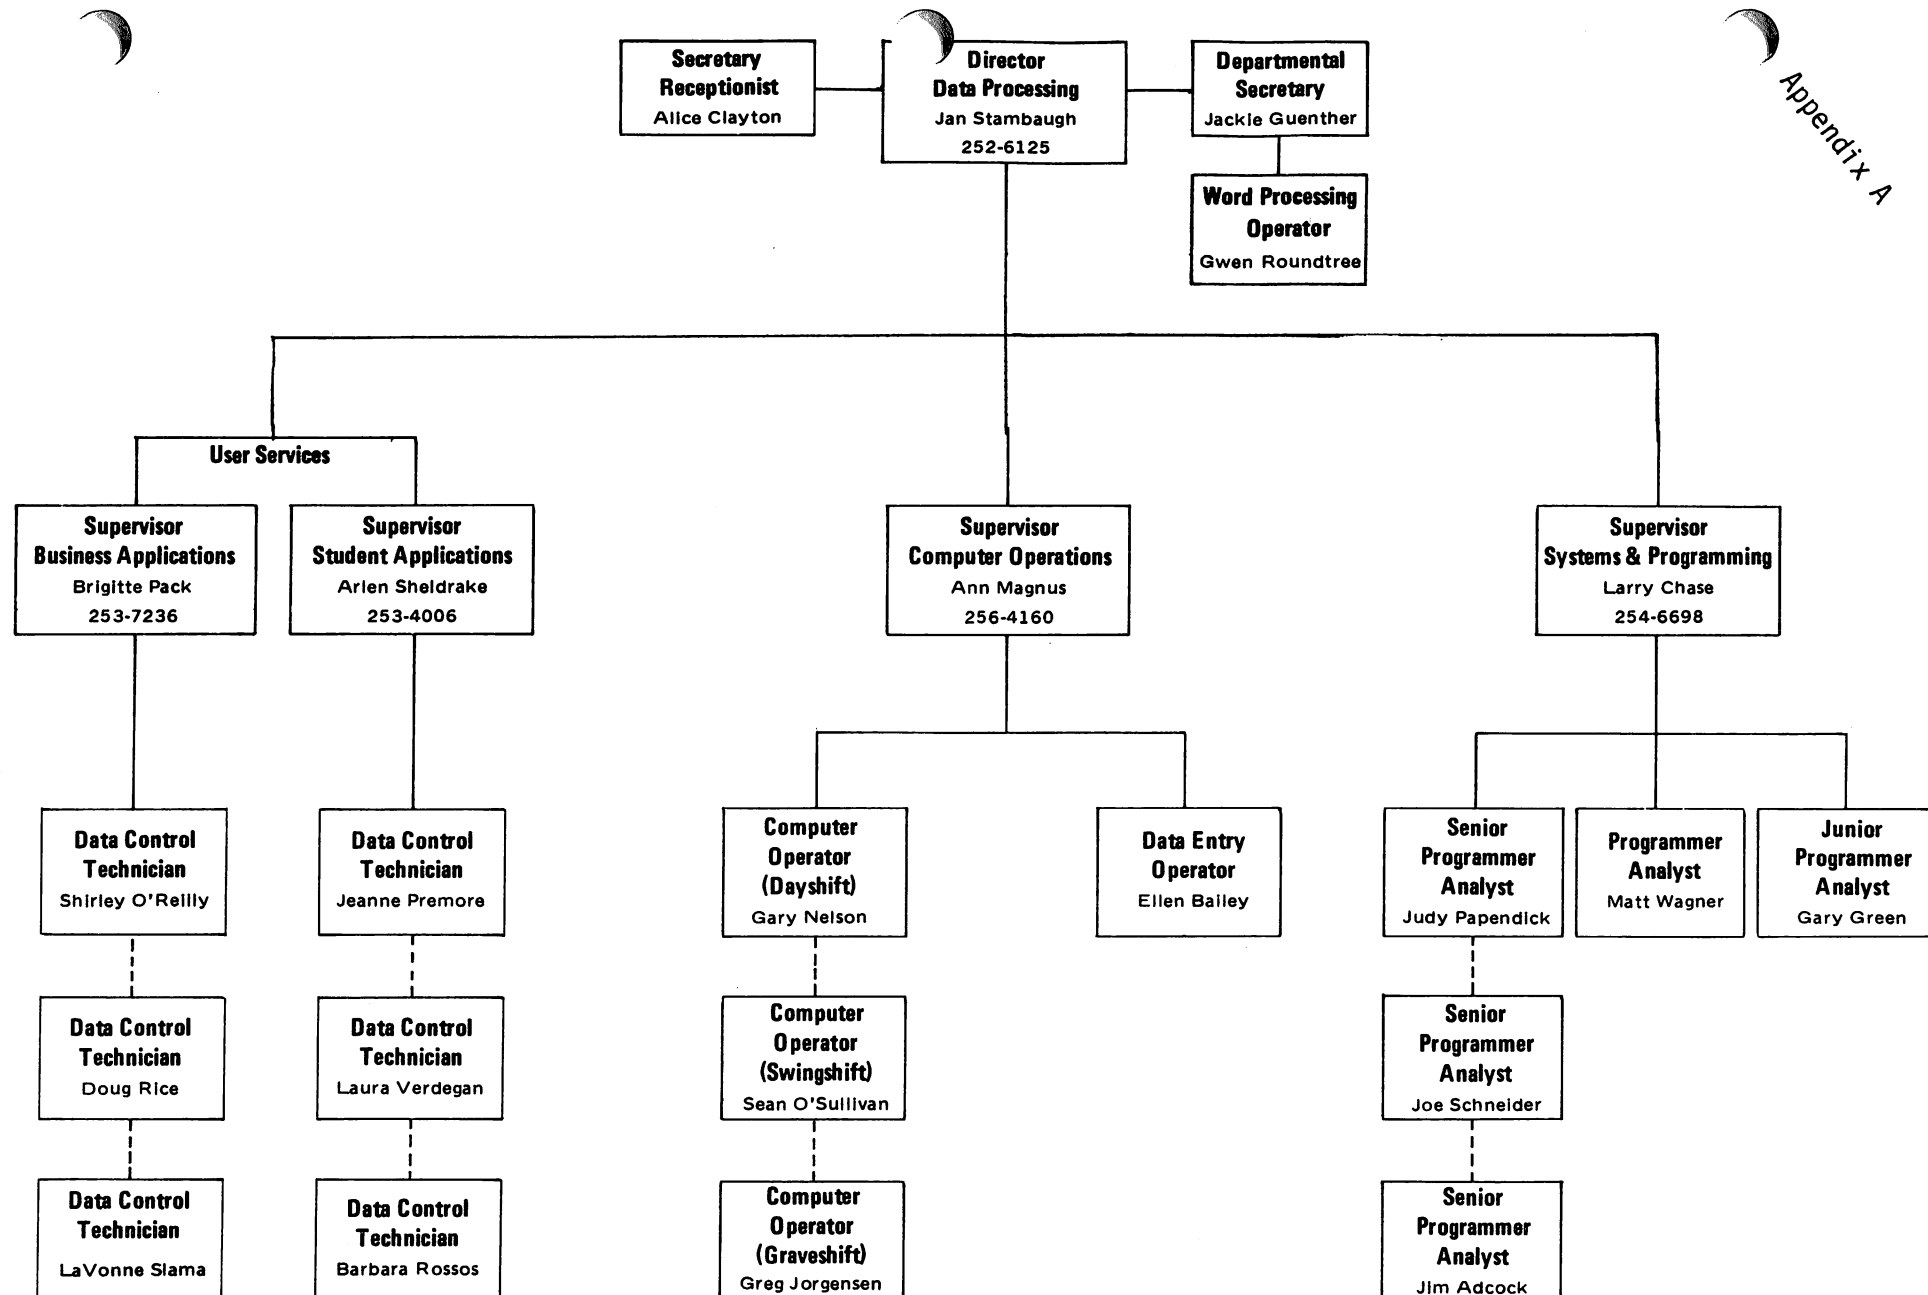 Appendix A
Secretary
Receptionist
Alice Clayton
Director
Data Processing
Jan Stambaugh
252-6125
Departmental
Secretary
Jackie Guenther
Word Processing
Operator
Gwen Roundtree
User Services
Supervisor
Business Applications
Brigitte Pack
253-7236
Supervisor
Student Applications
Arlen Sheldrake
253-4006
Supervisor
Computer Operations
Ann Magnus
256-4160
Supervisor
Systems & Programming
Larry Chase
254-6698
Data Control
Technician
Shirley O'Reilly
Data Control
Technician
Jeanne Premore
Computer
Operator
(Dayshift)
Gary Nelson
Data Entry
Operator
Ellen Bailey
Senior
Programmer
Analyst
Judy Papendick
Programmer
Analyst
Matt Wagner
Junior
Programmer
Analyst
Gary Green
Data Control
Technician
Doug Rice
Data Control
Technician
Laura Verdegan
Computer
Operator
(Swingshift)
Sean O'Sullivan
Senior
Programmer
Analyst
Joe Schneider
Data Control
Technician
LaVonne Slama
Data Control
Technician
Barbara Rossos
Computer
Operator
(Graveshift)
Greg Jorgensen
Senior
Programmer
Analyst
Jim Adcock